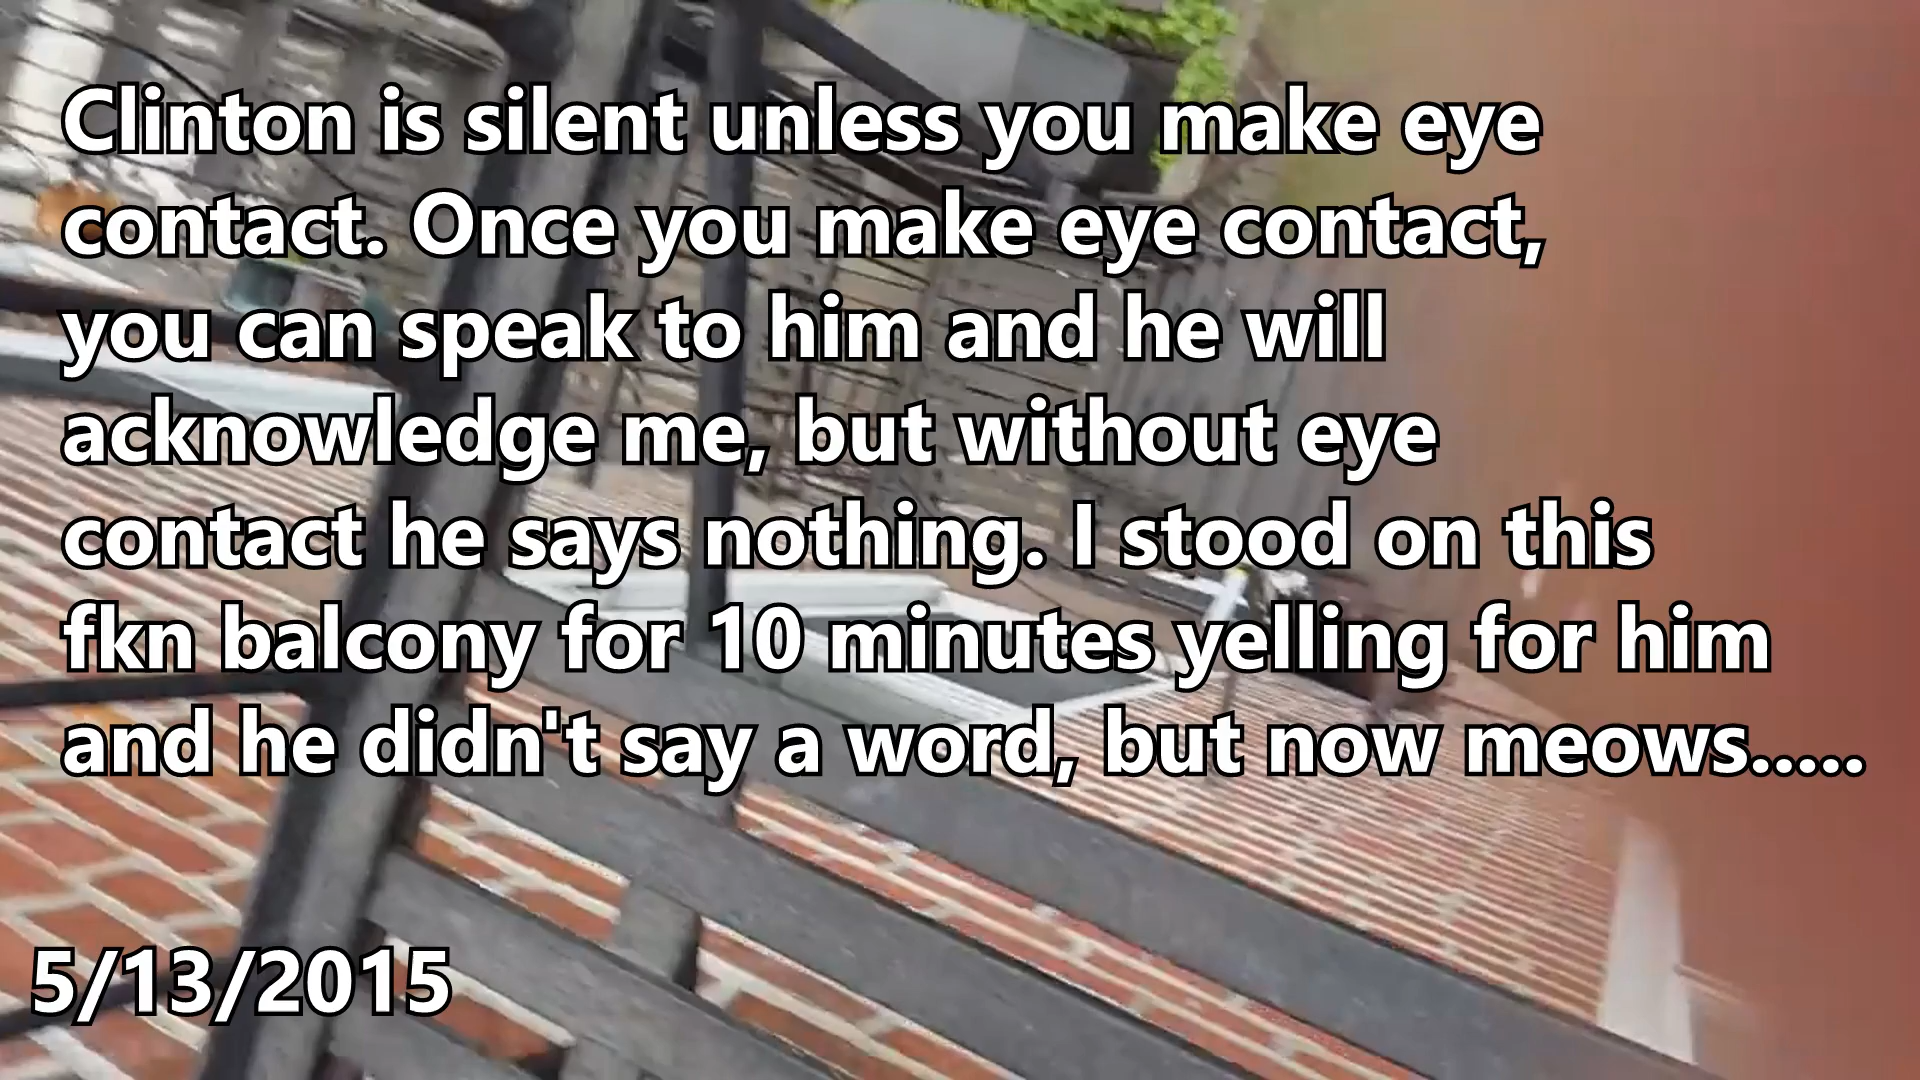 Clinton is silent unless you make eye
contact. Once you make eye contact,
you can speak to him and he will
acknowledge me, but without eye
contact he says nothing. I stood on this
fkn balcony for 10 minutes yelling for him
and he didn't say a word, but now meows.....
5/13/2015